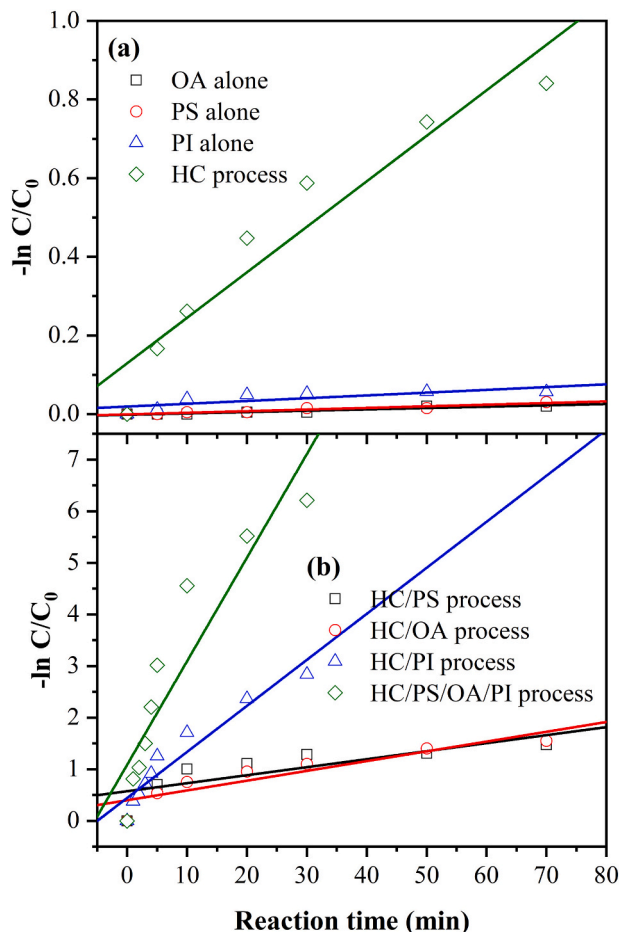 1.0
(a)
OA alone
0.8
PS alone
PI alone
HC process
0.6
-ln C/C0
0.4
0.2
0.0
7
6
5
(b)
HC/PS process
4
HC/OA process
-ln C/C0
3
HC/PI process
HC/PS/OA/PI process
2
1
0
0 10 20 30 40 50 60 70 80
Reaction time (min)